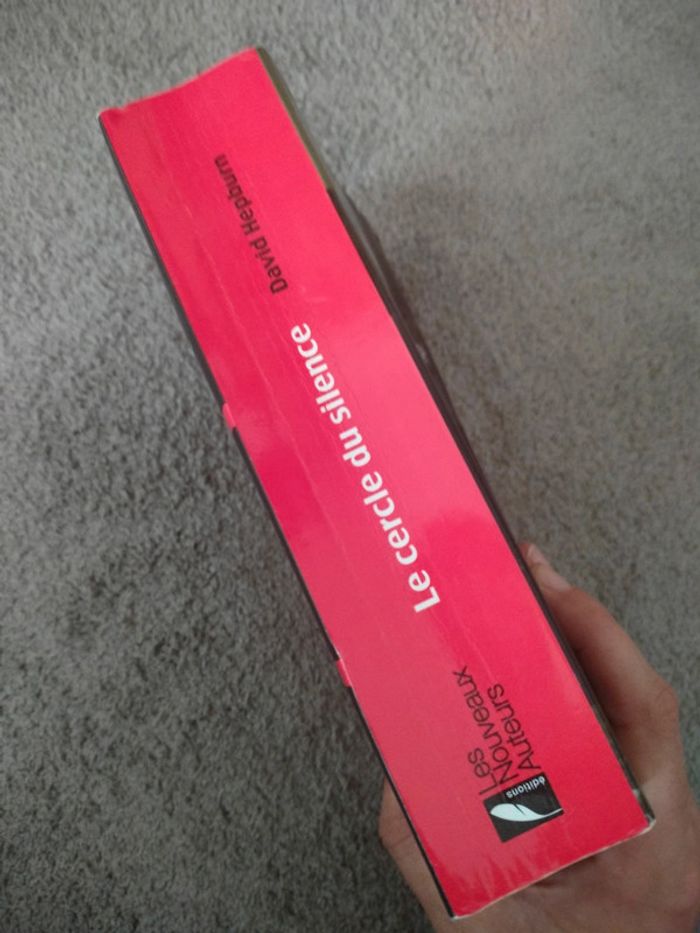 David Hepburn
Le cercle du silence
Les
Nouveaux
Auteurs
éditions